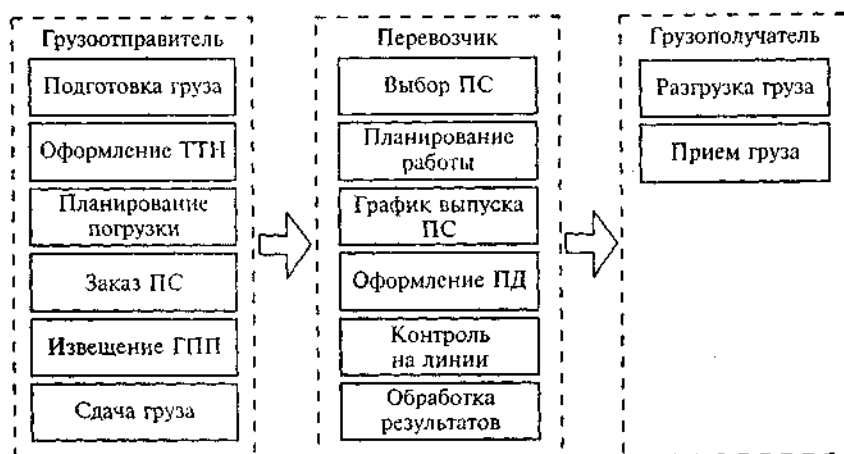 Грузоотправитель
Подготовка груза
Оформление ТТН
Планирование
погрузки
Заказ ПС
Извещение ГПП
Сдача груза
Перевозчик
Выбор ПС
Планирование
работы
График выпуска
ПС
Оформление ПД
Контроль
на линии
Обработка
результатов
Грузополучатель
Разгрузка груза
Прием груза